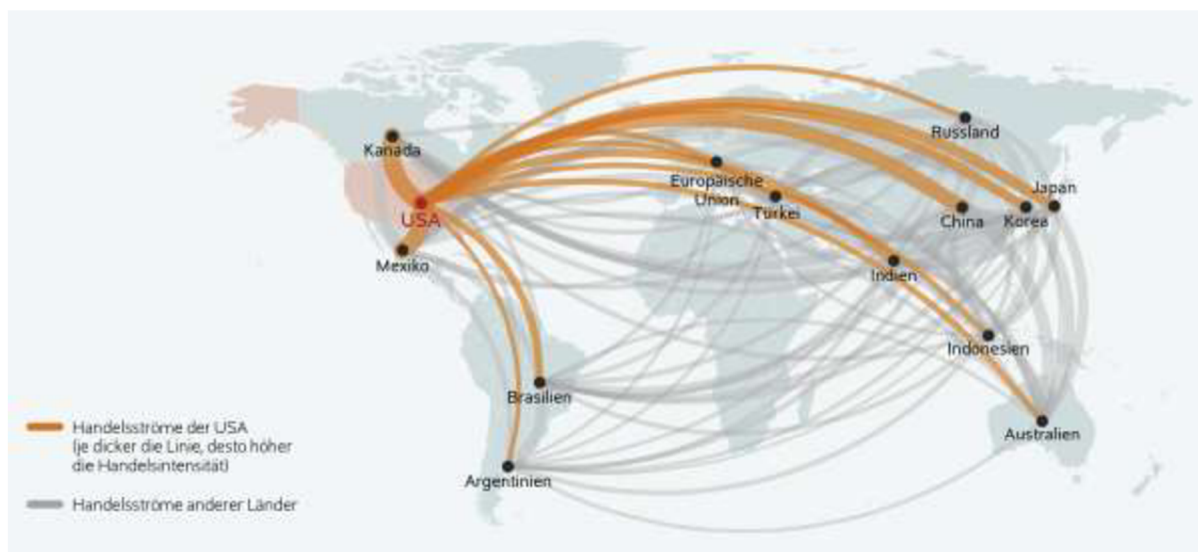 Russland
Kanada
Europäische
Union
Türkei
Japan
USA
China
Korea
Mexiko
Indien
Indonesien
Brasilien
Australien
Argentinien
Handelsströme der USA
(je dicker die Linie, desto höher
die Handelsintensität)
Handelsströme anderer Länder